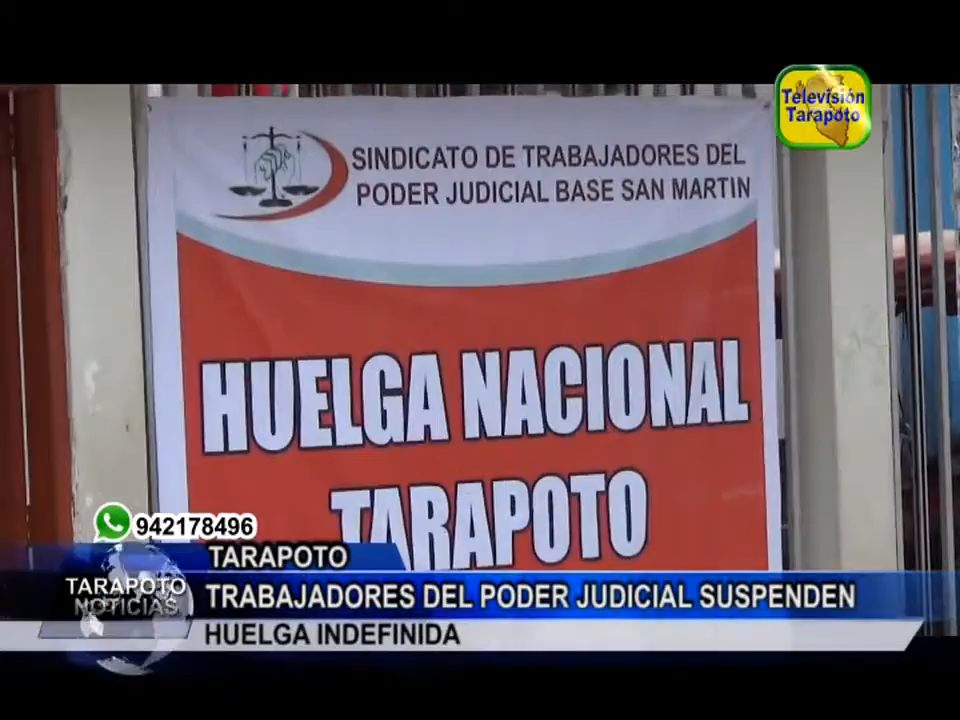 Televisión
Tarapoto
SINDICATO DE TRABAJADORES DEL
PODER JUDICIAL BASE SAN MARTIN
HUELGA NACIONAL
TARAPOTO
942178496
TARAPOTO
TARAPOTO
NOTICIAS
TRABAJADORES DEL PODER JUDICIAL SUSPENDEN
HUELGA INDEFINIDA